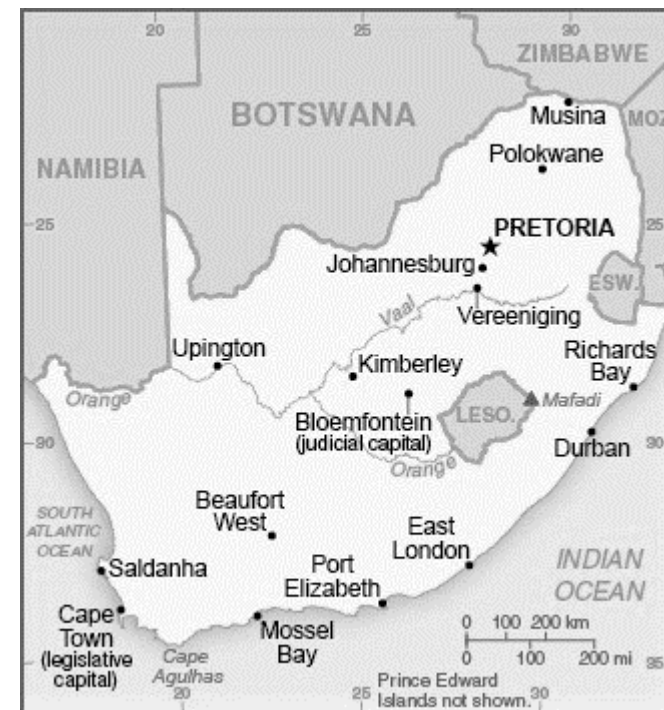 20
25
30
ZIMBABWE
BOTSWANA
MOZ
Musina
NAMIBIA
Polokwane
25
PRETORIA
25
Johannesburg
ESW.
Vaal
Vereeniging
Upington
Kimberley
Richards
Bay
Orange
Mafadi
LESO.
Bloemfontein
(judicial capital)
Durban
30
Orange
30
Beaufort
West
SOUTH
ATLANTIC
OCEAN
East
London
INDIAN
OCEAN
Saldanha
Port
Elizabeth
Cape
Town
(legislative
capital)
Mossel
Bay
0 100 200 km
0 100 200 mi
Cape
Agulhas
35
Prince Edward
Islands not shown.
20
25
30